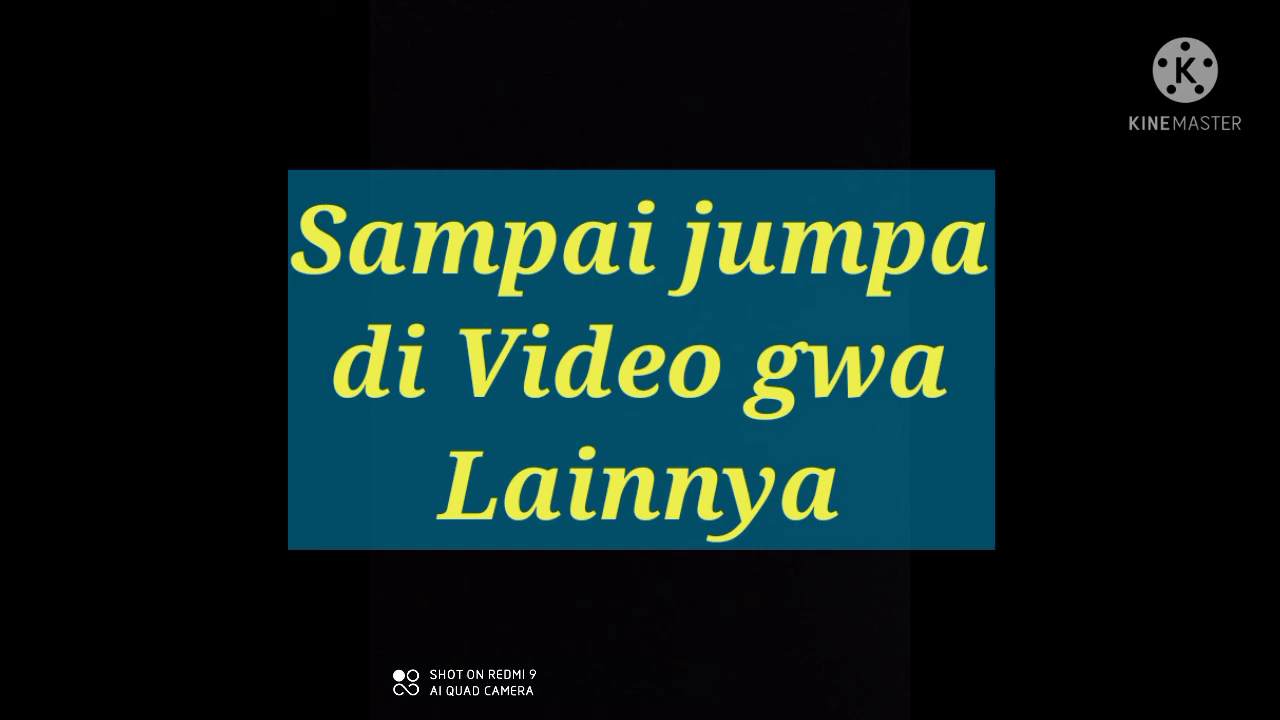 KINEMASTER
Sampai jumpa
di Video gwa
Lainnya
SHOT ON REDMI 9
AI QUAD CAMERA